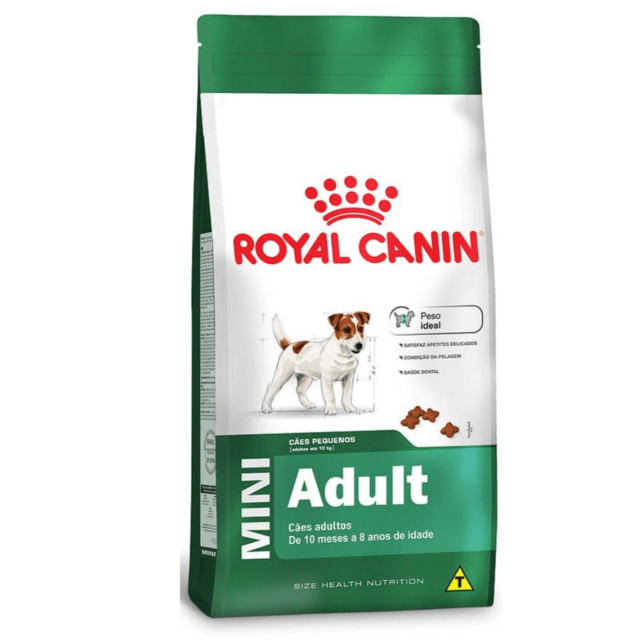 ROYAL CANIN
Peso
ideal
SATISFAZ APETITES DELICADOS
CONDIÇÃO DA PELAGEM
SAÚDE DENTAL
CÃES PEQUENOS
[adultos até 10 kg]
MINI
Adult
Cães adultos
De 10 meses a 8 anos de idade
SIZE HEALTH NUTRITION
T